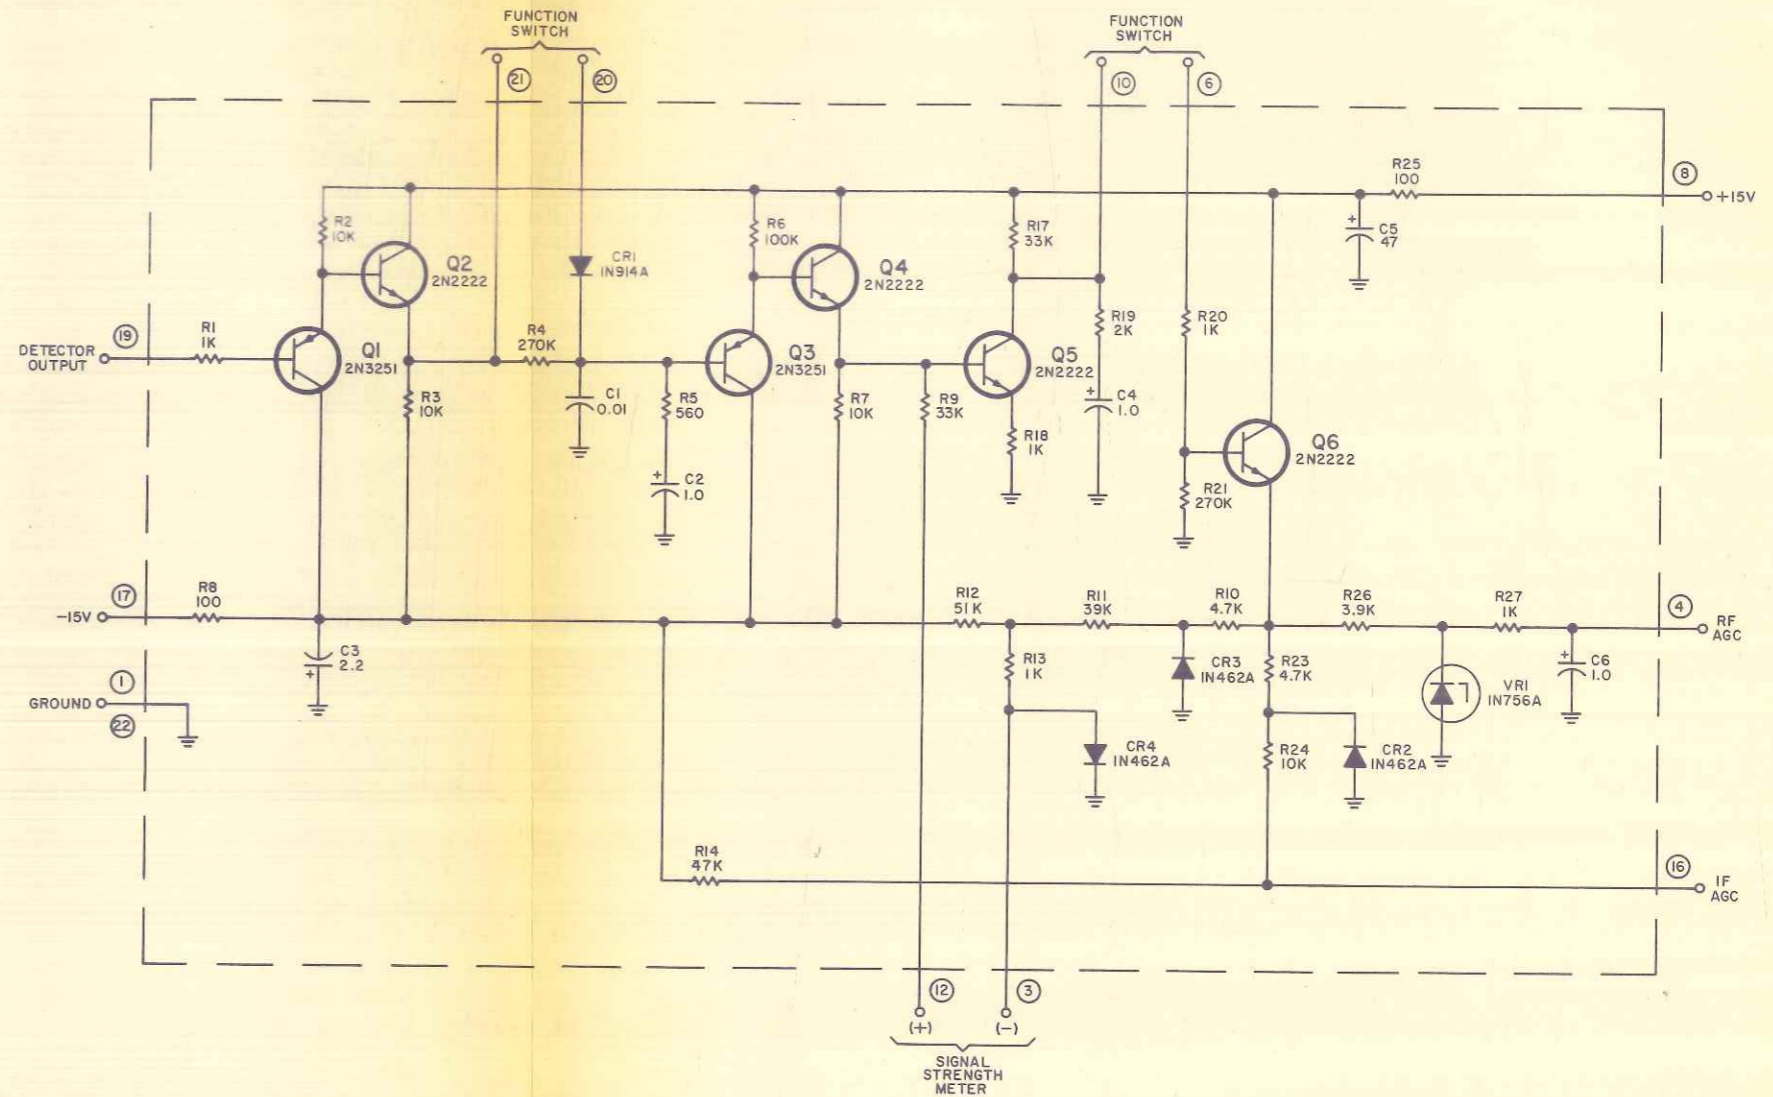 FUNCTION
SWITCH
21
20
FUNCTION
SWITCH
10
6
8
+15V
R25
100
+
C5
47
R2
10K
Q2
2N2222
CR1
1N914A
R6
100K
Q4
2N2222
R17
33K
19
DETECTOR
OUTPUT
R1
1K
Q1
2N3251
R4
270K
Q3
2N3251
Q5
2N2222
R19
2K
R20
1K
R3
10K
C1
0.01
R5
560
R7
10K
R9
33K
+
C4
1.0
R18
1K
Q6
2N2222
+
C2
1.0
R21
270K
17
-15V
R8
100
R12
51K
R11
39K
R10
4.7K
R26
3.9K
R27
1K
4
RF
AGC
C3
2.2
+
R13
1K
CR3
1N462A
R23
4.7K
VR1
1N756A
+
C6
1.0
1
GROUND
22
CR4
1N462A
R24
10K
CR2
1N462A
R14
47K
16
IF
AGC
12
3
(+)
(-)
SIGNAL
STRENGTH
METER